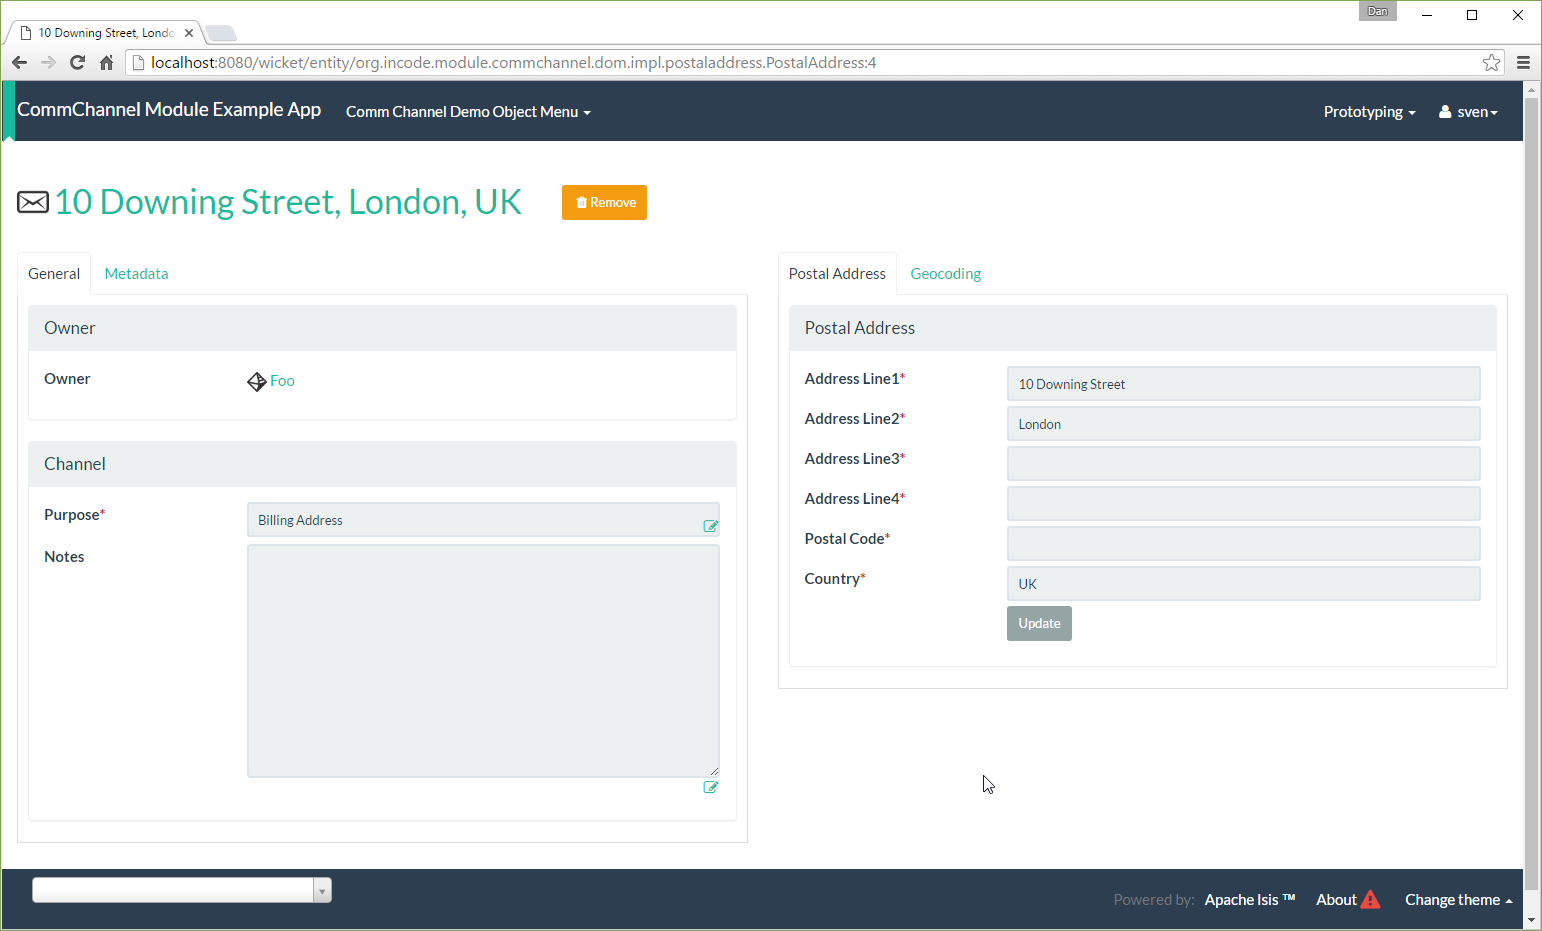 Dan
10 Downing Street, Londo
localhost:8080/wicket/entity/org.incode.module.commchannel.dom.impl.postaladdress.PostalAddress:4
CommChannel Module Example App Comm Channel Demo Object Menu Prototyping sven
10 Downing Street, London, UK Remove
General Metadata
Owner
Owner Foo
Channel
Purpose* Billing Address
Notes
Postal Address Geocoding
Postal Address
Address Line1* 10 Downing Street
Address Line2* London
Address Line3*
Address Line4*
Postal Code*
Country* UK
Update
Powered by: Apache Isis ™ About Change theme